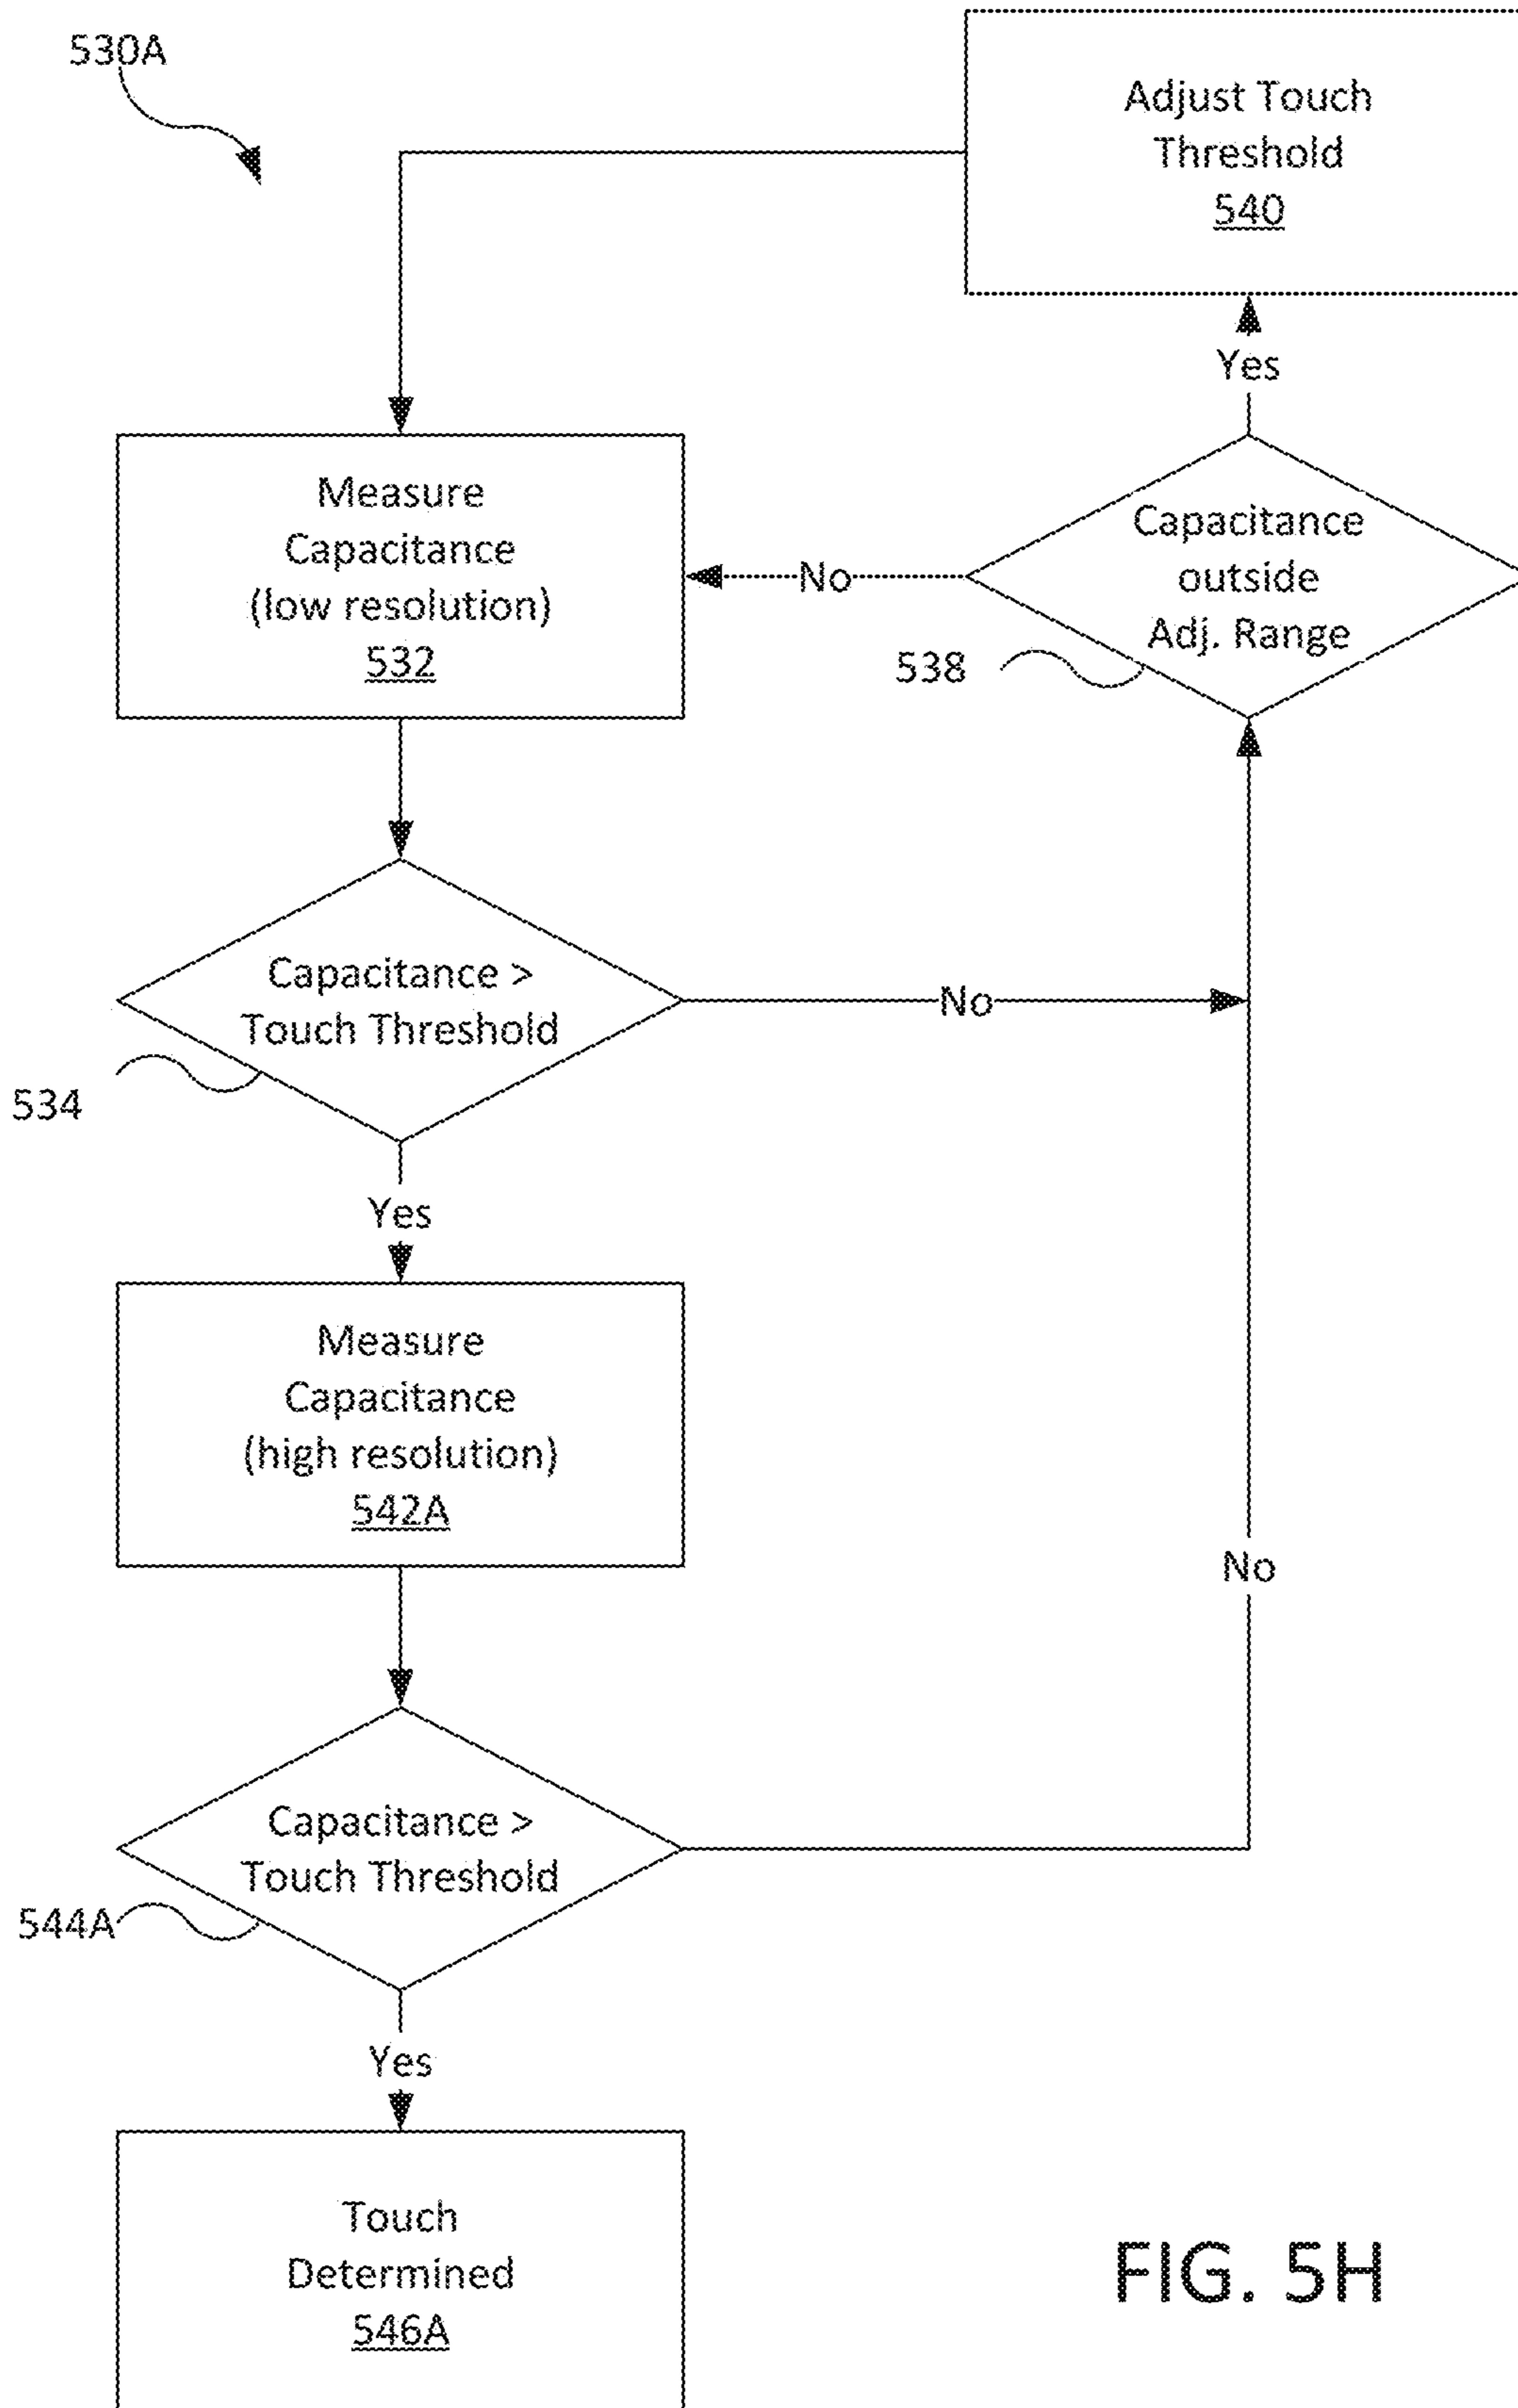 530A
Adjust Touch
Threshold
540
Yes
Measure
Capacitance
(low resolution)
532
No
Capacitance
outside
Adj. Range
538
Capacitance >
Touch Threshold
534
No
Yes
Measure
Capacitance
(high resolution)
542A
No
Capacitance >
Touch Threshold
544A
Yes
Touch
Determined
546A
FIG. 5H